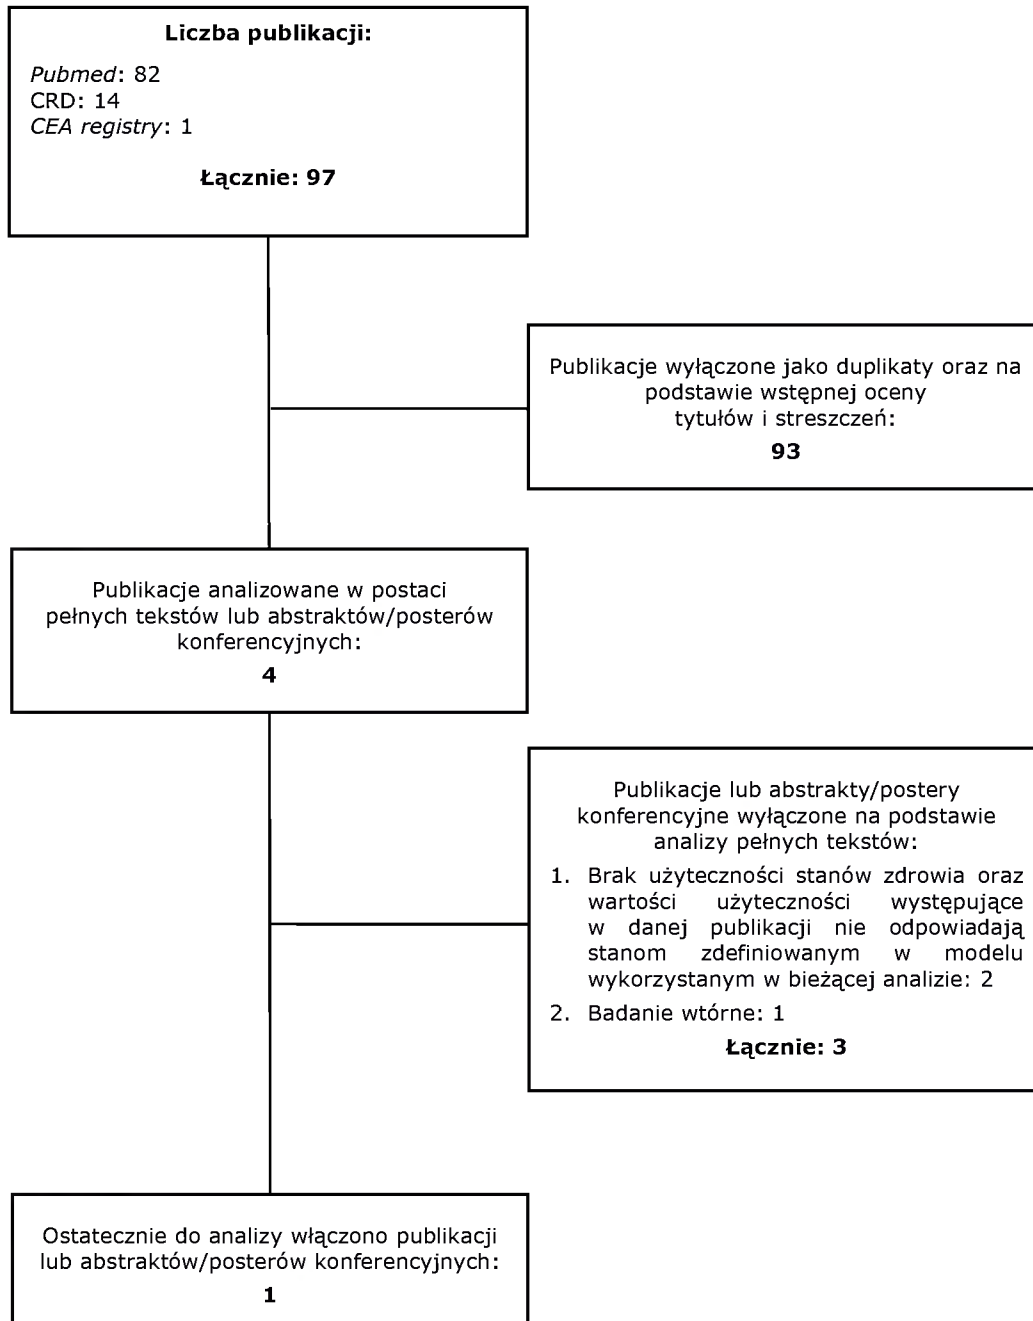 Liczba publikacji:
Pubmed: 82
CRD: 14
CEA registry: 1
Łącznie: 97
Publikacje wyłączone jako duplikaty oraz na
podstawie wstępnej oceny
tytułów i streszczeń:
93
Publikacje analizowane w postaci
pełnych tekstów lub abstraktów/posterów
konferencyjnych:
4
Publikacje lub abstrakty/postery
konferencyjne wyłączone na podstawie
analizy pełnych tekstów:
1. Brak użyteczności stanów zdrowia oraz
wartości użyteczności występujące
w danej publikacji nie odpowiadają
stanom zdefiniowanym w modelu
wykorzystanym w bieżącej analizie: 2
2. Badanie wtórne: 1
Łącznie: 3
Ostatecznie do analizy włączono publikacji
lub abstraktów/posterów konferencyjnych:
1